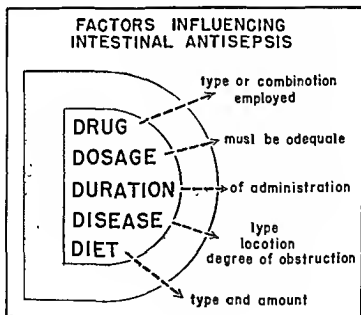 FACTORS INFLUENCING
INTESTINAL ANTISEPSIS
type or combination
employed
DRUG
DOSAGE
must be adequate
DURATION
of administration
DISEASE
type
location
degree of obstruction
DIET
type and amount